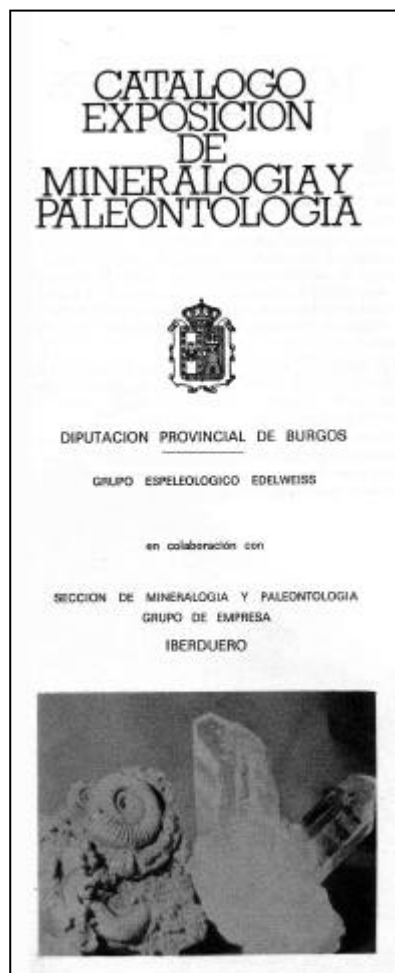 CATALOGO
EXPOSICION
DE
MINERALOGIA Y
PALEONTOLOGIA
DIPUTACION PROVINCIAL DE BURGOS
GRUPO ESPELEOLOGICO EDELWEISS
en colaboración con
SECCION DE MINERALOGIA Y PALEONTOLOGIA
GRUPO DE EMPRESA
IBERDUERO